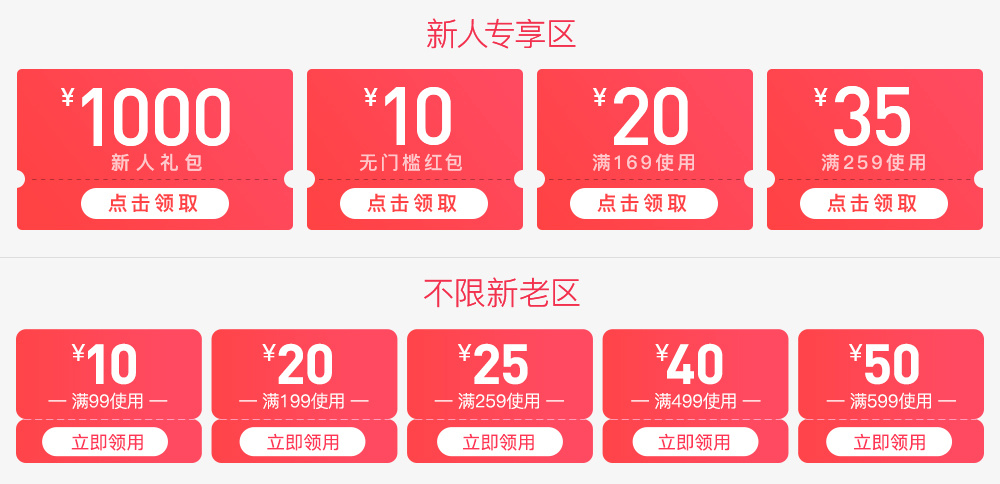 新人专享区
¥1000
新人礼包
点击领取
¥10
无门槛红包
点击领取
¥20
满169使用
点击领取
¥35
满259使用
点击领取
不限新老区
¥10
— 满99使用 —
立即领用
¥20
— 满199使用 —
立即领用
¥25
— 满259使用 —
立即领用
¥40
— 满499使用 —
立即领用
¥50
— 满599使用 —
立即领用